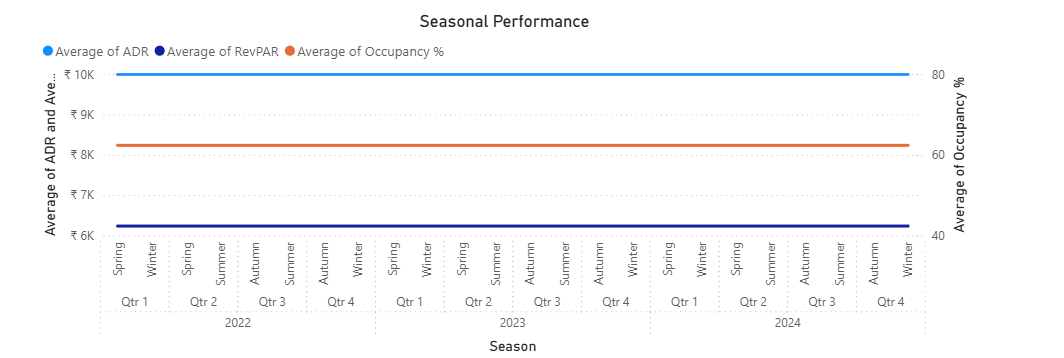 Seasonal Performance
Average of ADR Average of RevPAR Average of Occupancy %
Average of ADR and Ave...
₹ 10K
₹ 9K
₹ 8K
₹ 7K
₹ 6K
80
60
40
Average of Occupancy %
Spring Winter Spring Summer Autumn Summer Autumn Winter Spring Winter Spring Summer Autumn Summer Autumn Winter Spring Winter Spring Summer Autumn Summer Autumn Winter
Qtr 1 Qtr 2 Qtr 3 Qtr 4 Qtr 1 Qtr 2 Qtr 3 Qtr 4 Qtr 1 Qtr 2 Qtr 3 Qtr 4
2022 2023 2024
Season